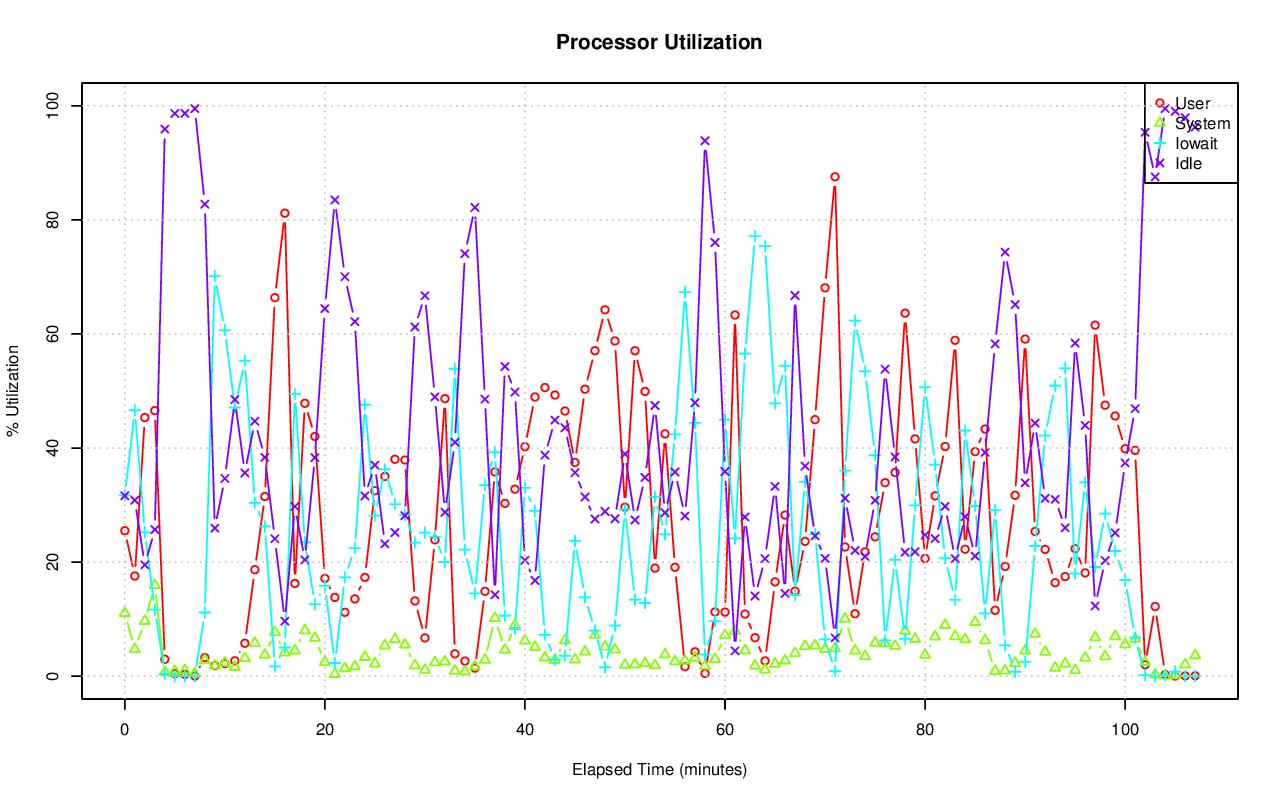 Processor Utilization
% Utilization
100
80
60
40
20
0
User
System
Iowait
Idle
0 20 40 60 80 100
Elapsed Time (minutes)